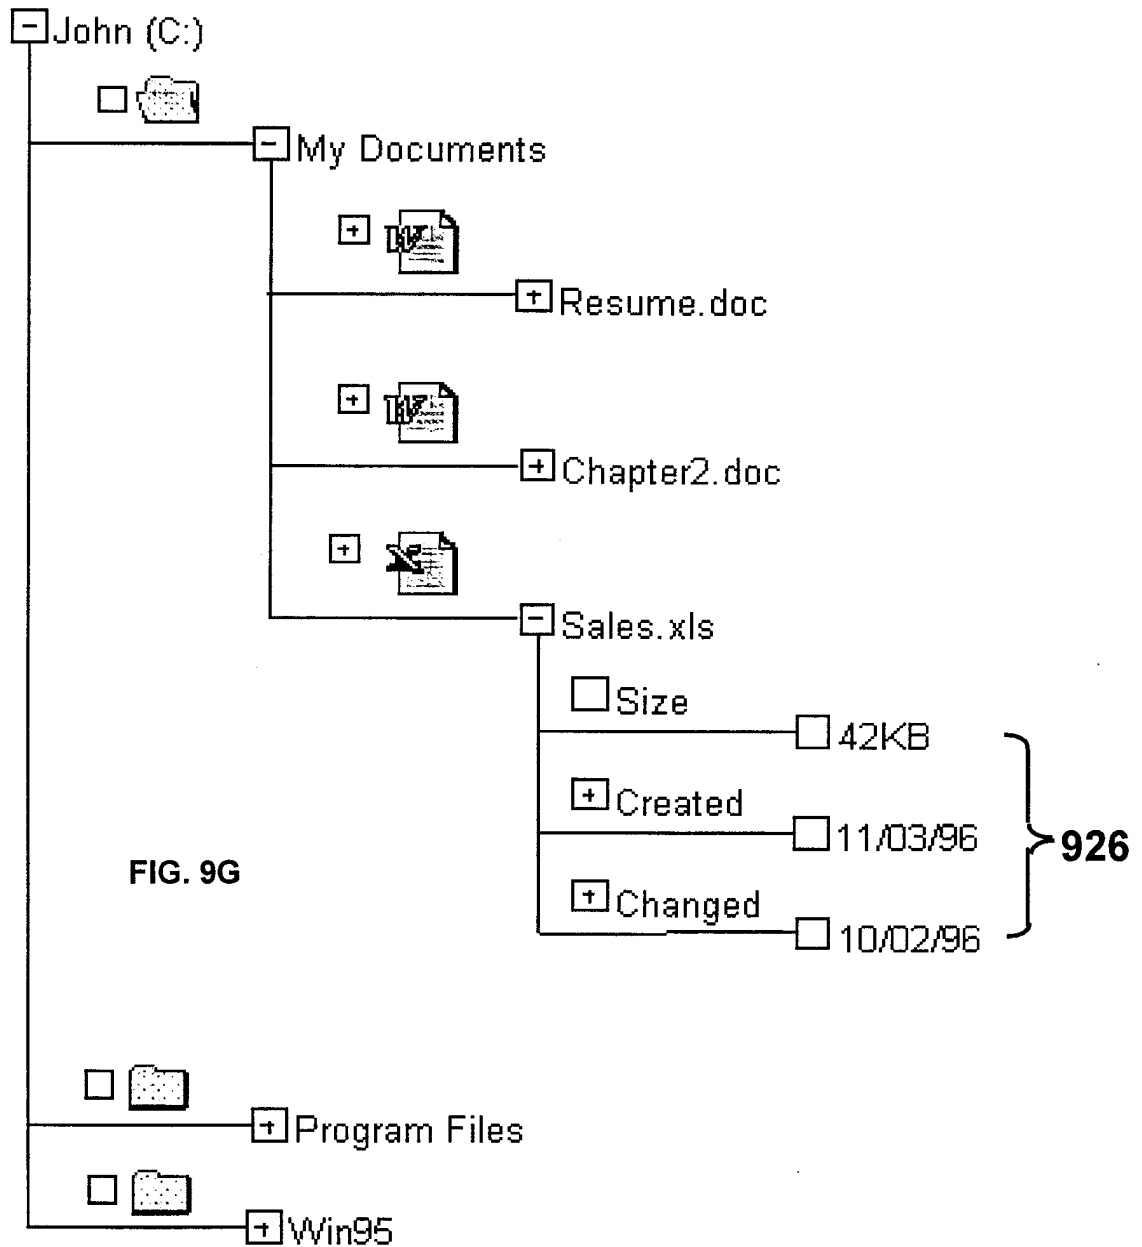 John (C:)
My Documents
W
Resume.doc
W
Chapter2.doc
X
Sales.xls
Size
42KB
Created
11/03/96
926
FIG. 9G
Changed
10/02/96
Program Files
Win95